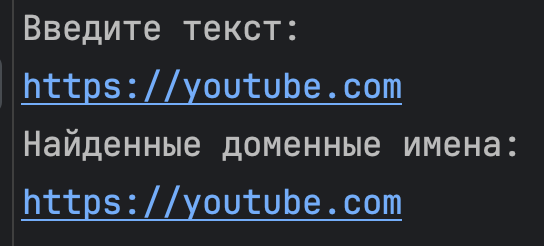 Введите текст:
https://youtube.com
Найденные доменные имена:
https://youtube.com